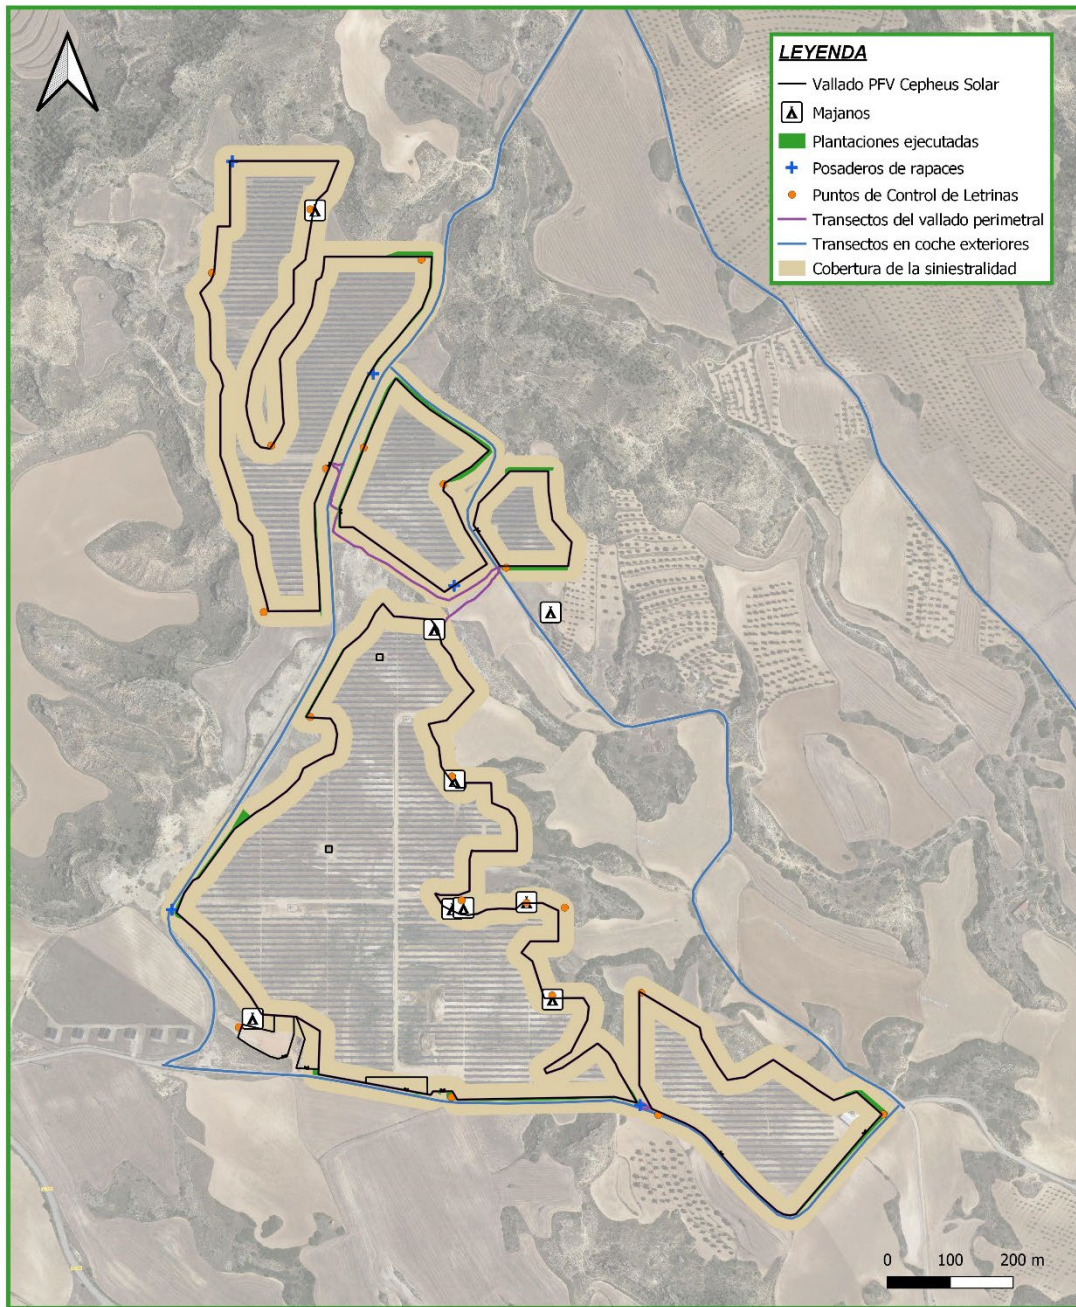 LEYENDA
Vallado PFV Cepheus Solar
Majanos
Plantaciones ejecutadas
Posaderos de rapaces
Puntos de Control de Letrinas
Transectos del vallado perimetral
Transectos en coche exteriores
Cobertura de la siniestralidad
0 100 200 m